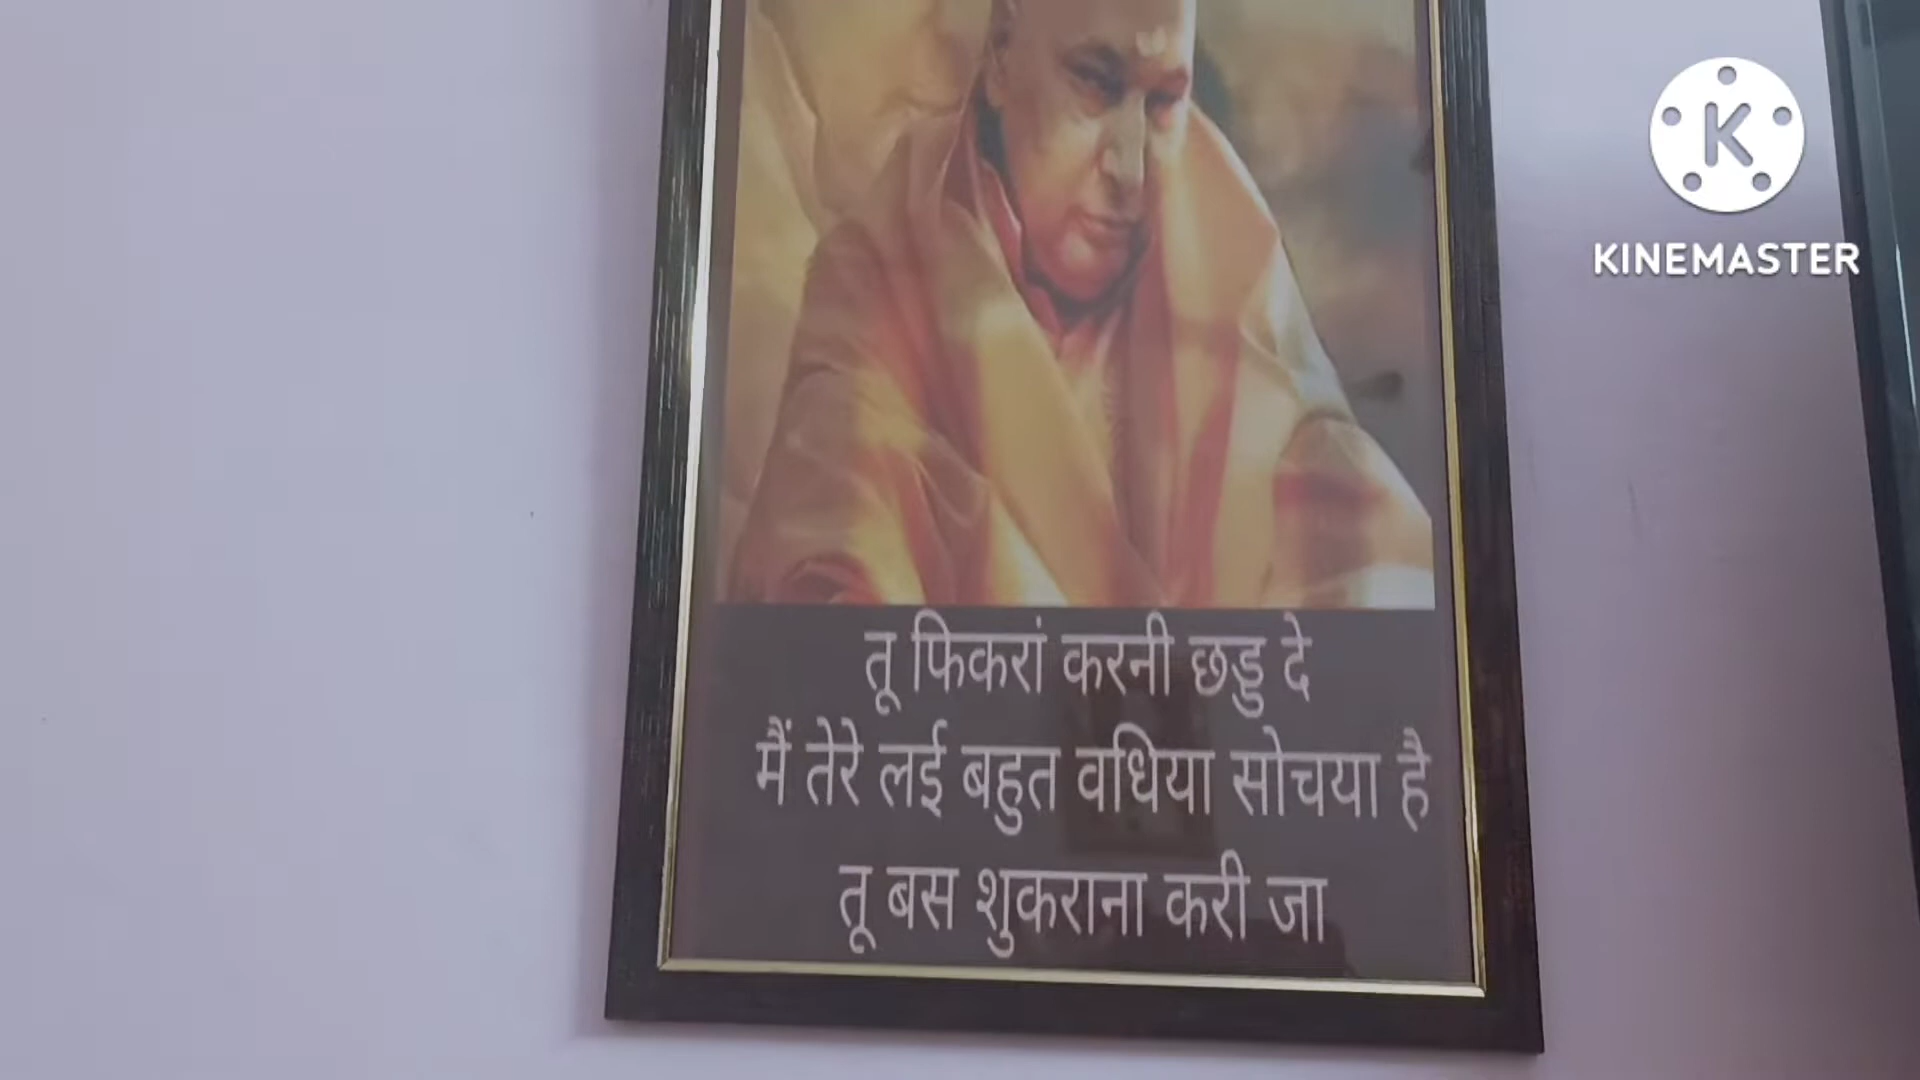 K
KINEMASTER
तू फिकरां करनी छड्ड दे
मैं तेरे लई बहुत वधिया सोचया है
तू बस शुकराना करी जा